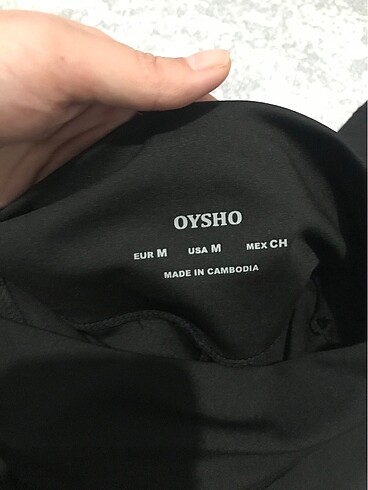 OYSHO
EUR M USA M MEX CH
MADE IN CAMBODIA